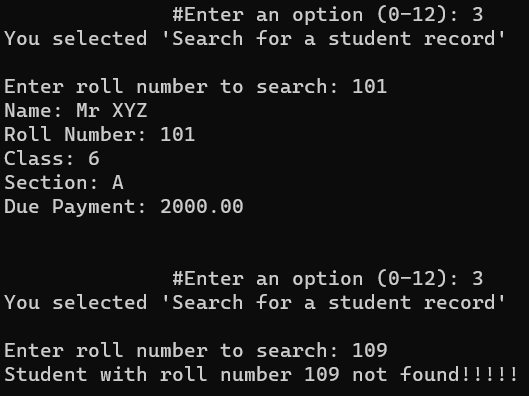 #Enter an option (0-12): 3
You selected 'Search for a student record'
Enter roll number to search: 101
Name: Mr XYZ
Roll Number: 101
Class: 6
Section: A
Due Payment: 2000.00
#Enter an option (0-12): 3
You selected 'Search for a student record'
Enter roll number to search: 109
Student with roll number 109 not found!!!!!